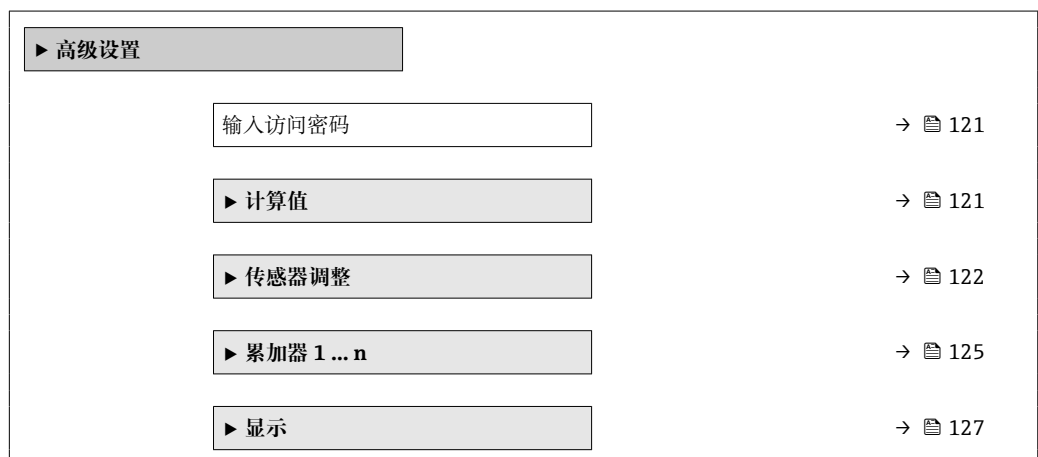 ▶ 高级设置
输入访问密码 → 🖹 121
▶ 计算值 → 🖹 121
▶ 传感器调整 → 🖹 122
▶ 累加器 1 ... n → 🖹 125
▶ 显示 → 🖹 127